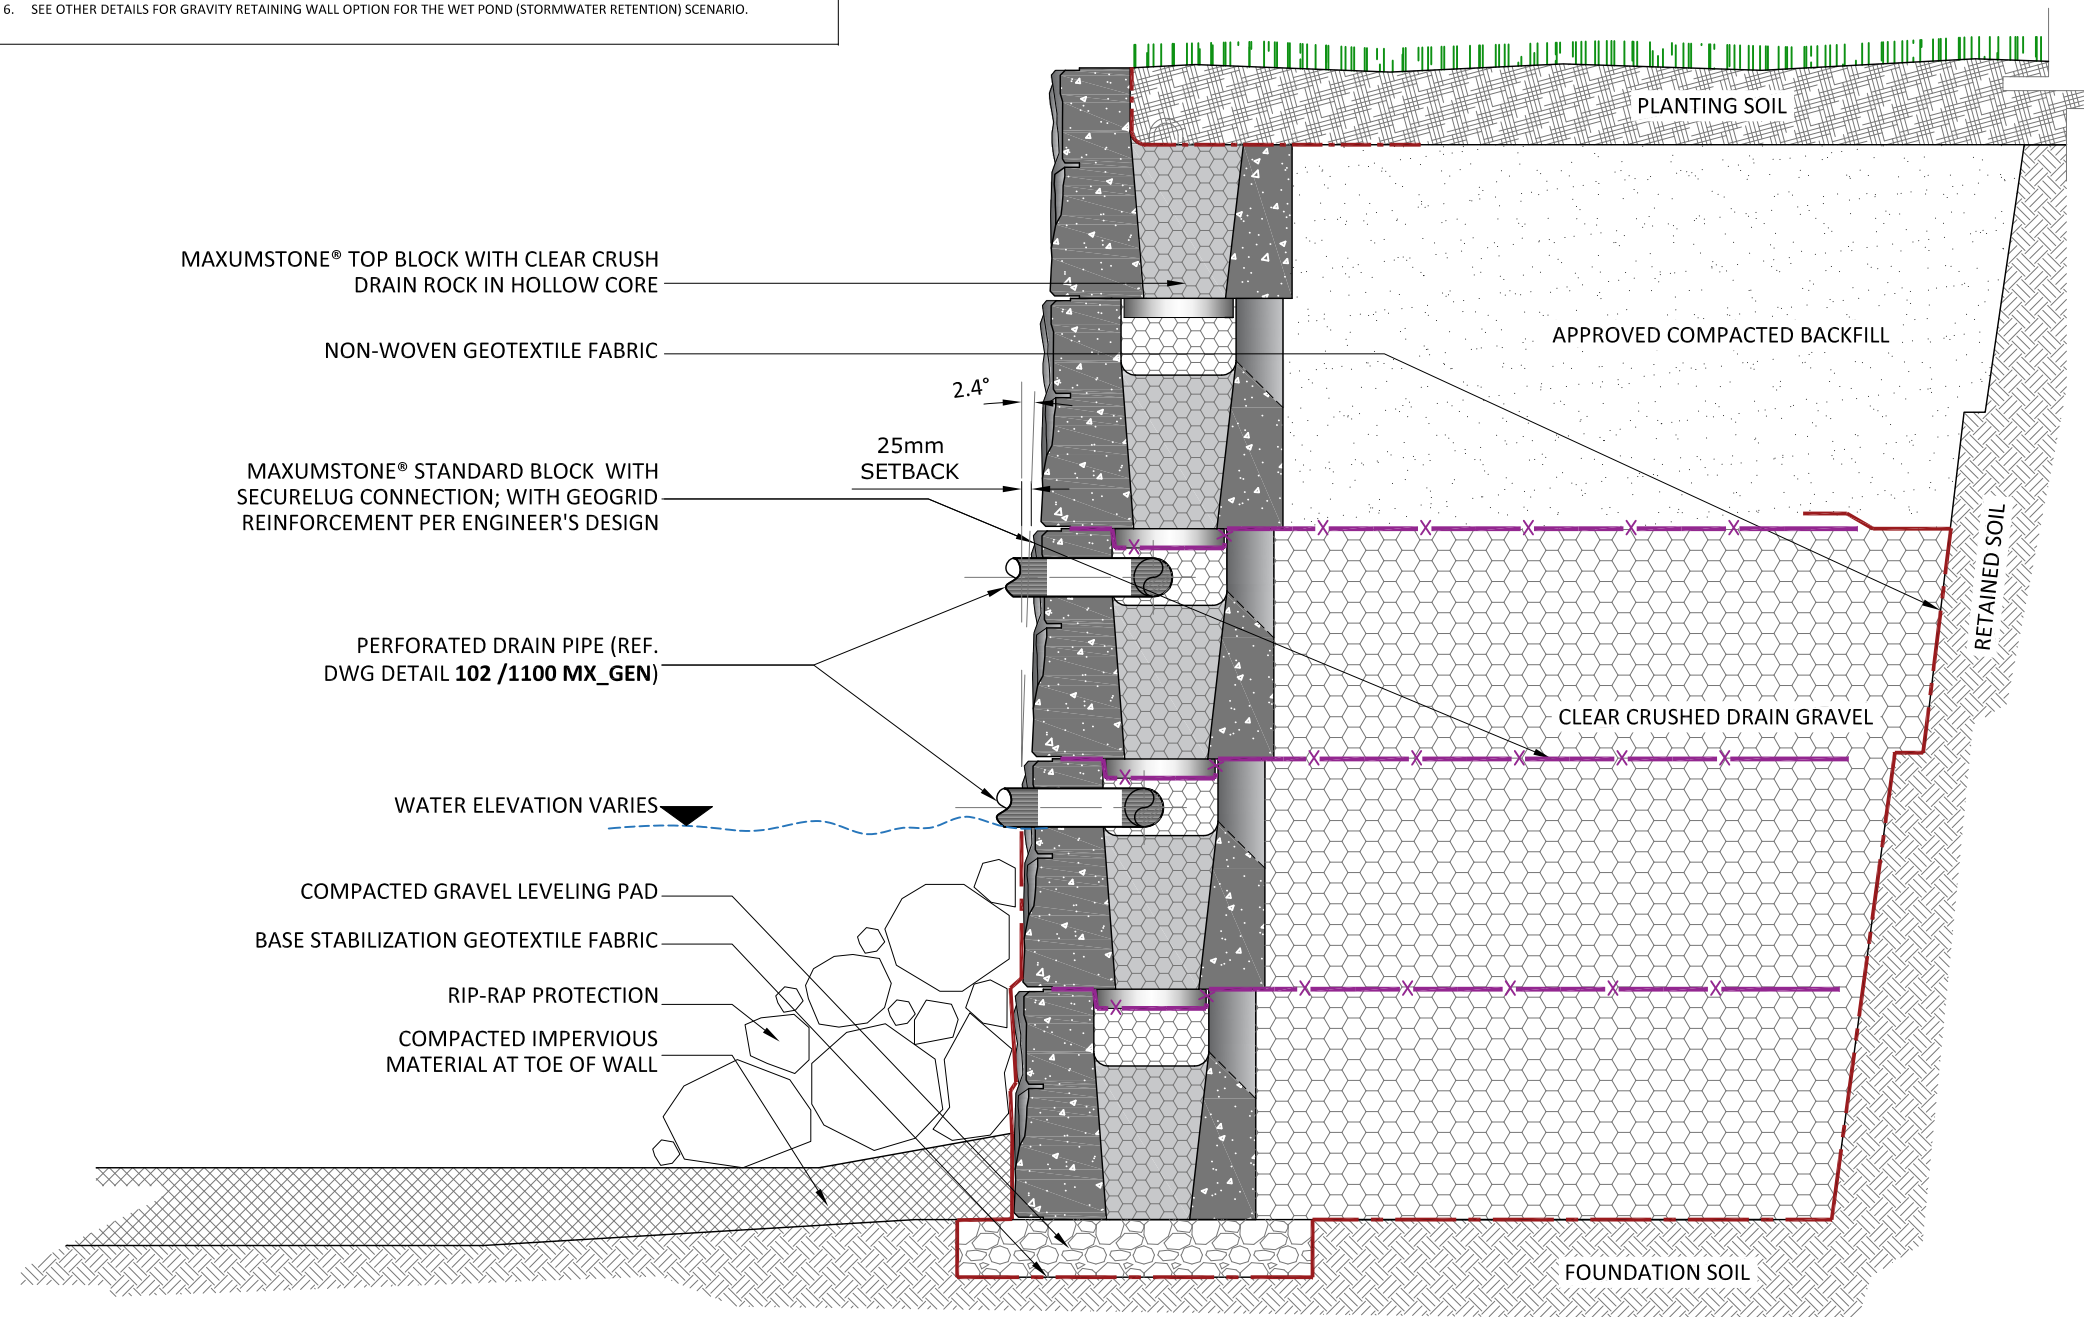 6. SEE OTHER DETAILS FOR GRAVITY RETAINING WALL OPTION FOR THE WET POND (STORMWATER RETENTION) SCENARIO.
PLANTING SOIL
MAXUMSTONE® TOP BLOCK WITH CLEAR CRUSH
DRAIN ROCK IN HOLLOW CORE
APPROVED COMPACTED BACKFILL
NON-WOVEN GEOTEXTILE FABRIC
2.4°
25mm
SETBACK
MAXUMSTONE® STANDARD BLOCK WITH
SECURELUG CONNECTION; WITH GEOGRID
REINFORCEMENT PER ENGINEER'S DESIGN
RETAINED SOIL
PERFORATED DRAIN PIPE (REF.
DWG DETAIL 102 /1100 MX_GEN)
CLEAR CRUSHED DRAIN GRAVEL
WATER ELEVATION VARIES
COMPACTED GRAVEL LEVELING PAD
BASE STABILIZATION GEOTEXTILE FABRIC
RIP-RAP PROTECTION
COMPACTED IMPERVIOUS
MATERIAL AT TOE OF WALL
FOUNDATION SOIL